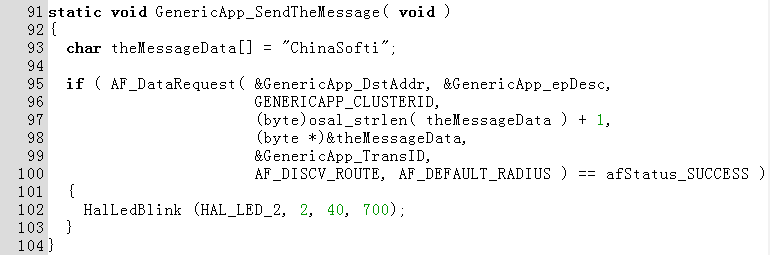 91 static void GenericApp_SendTheMessage( void )
92 {
93   char theMessageData[] = "ChinaSofti";
94
95   if ( AF_DataRequest( &GenericApp_DstAddr, &GenericApp_epDesc,
96                        GENERICAPP_CLUSTERID,
97                        (byte)osal_strlen( theMessageData ) + 1,
98                        (byte *)&theMessageData,
99                        &GenericApp_TransID,
100                        AF_DISCV_ROUTE, AF_DEFAULT_RADIUS ) == afStatus_SUCCESS )
101   {
102     HalLedBlink (HAL_LED_2, 2, 40, 700);
103   }
104 }